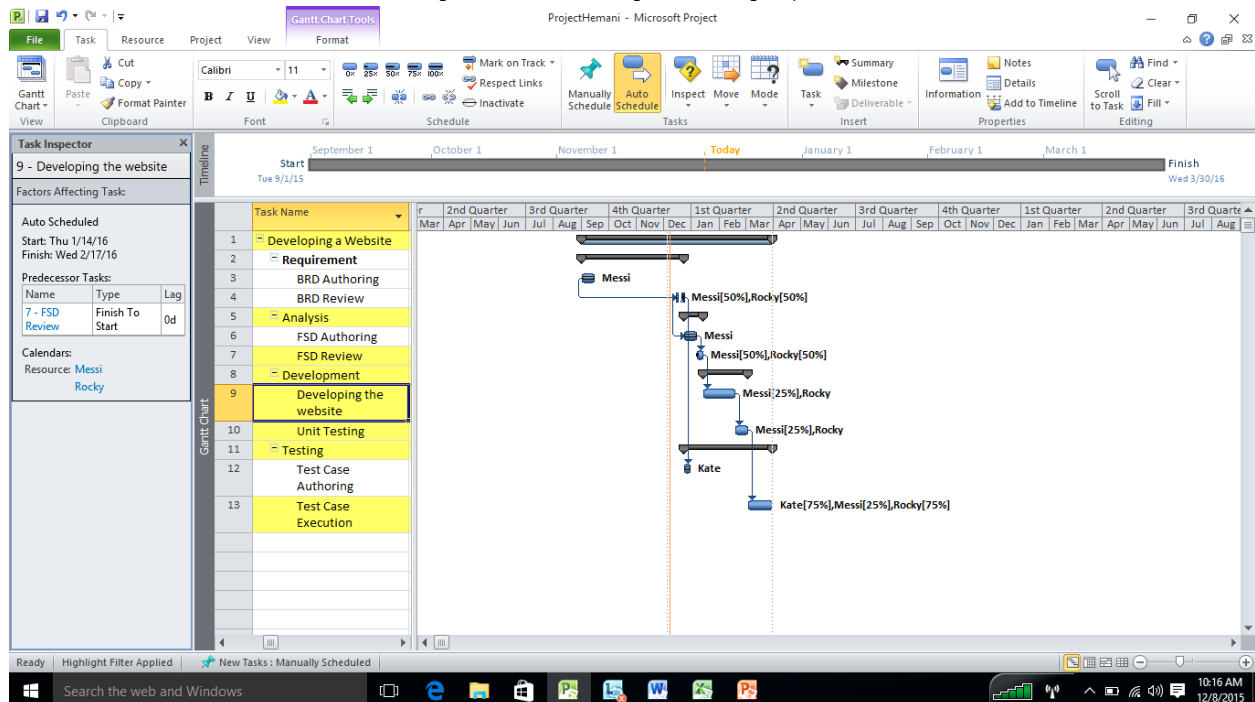 Gantt Chart Tools
ProjectHemani - Microsoft Project
File Task Resource Project View Format
Gantt Chart
View
Paste
Cut
Copy
Format Painter
Clipboard
Calibri 11
B I U A
Font
0% 25% 50% 75% 100%
Mark on Track
Respect Links
Inactivate
Schedule
Manually Schedule
Auto Schedule
Inspect Move Mode
Tasks
Task
Summary
Milestone
Deliverable
Insert
Information
Notes
Details
Add to Timeline
Properties
Scroll to Task
Find
Clear
Fill
Editing
Task Inspector
9 - Developing the website
Factors Affecting Task:
Auto Scheduled
Start: Thu 1/14/16
Finish: Wed 2/17/16
Predecessor Tasks:
Name Type Lag
7 - FSD Review Finish To Start 0d
Calendars:
Resource: Messi
Rocky
Timeline
September 1 October 1 November 1 Today January 1 February 1 March 1
Start
Tue 9/1/15
Finish
Wed 3/30/16
Gantt Chart
Task Name
r 2nd Quarter 3rd Quarter 4th Quarter 1st Quarter 2nd Quarter 3rd Quarter 4th Quarter 1st Quarter 2nd Quarter 3rd Quarte
Mar Apr May Jun Jul Aug Sep Oct Nov Dec Jan Feb Mar Apr May Jun Jul Aug Sep Oct Nov Dec Jan Feb Mar Apr May Jun Jul Aug
1 Developing a Website
2 Requirement
3 BRD Authoring Messi
4 BRD Review Messi[50%],Rocky[50%]
5 Analysis
6 FSD Authoring Messi
7 FSD Review Messi[50%],Rocky[50%]
8 Development
9 Developing the website Messi[25%],Rocky
10 Unit Testing Messi[25%],Rocky
11 Testing
12 Test Case Authoring Kate
13 Test Case Execution Kate[75%],Messi[25%],Rocky[75%]
Ready Highlight Filter Applied New Tasks : Manually Scheduled
Search the web and Windows
10:16 AM
12/8/2015